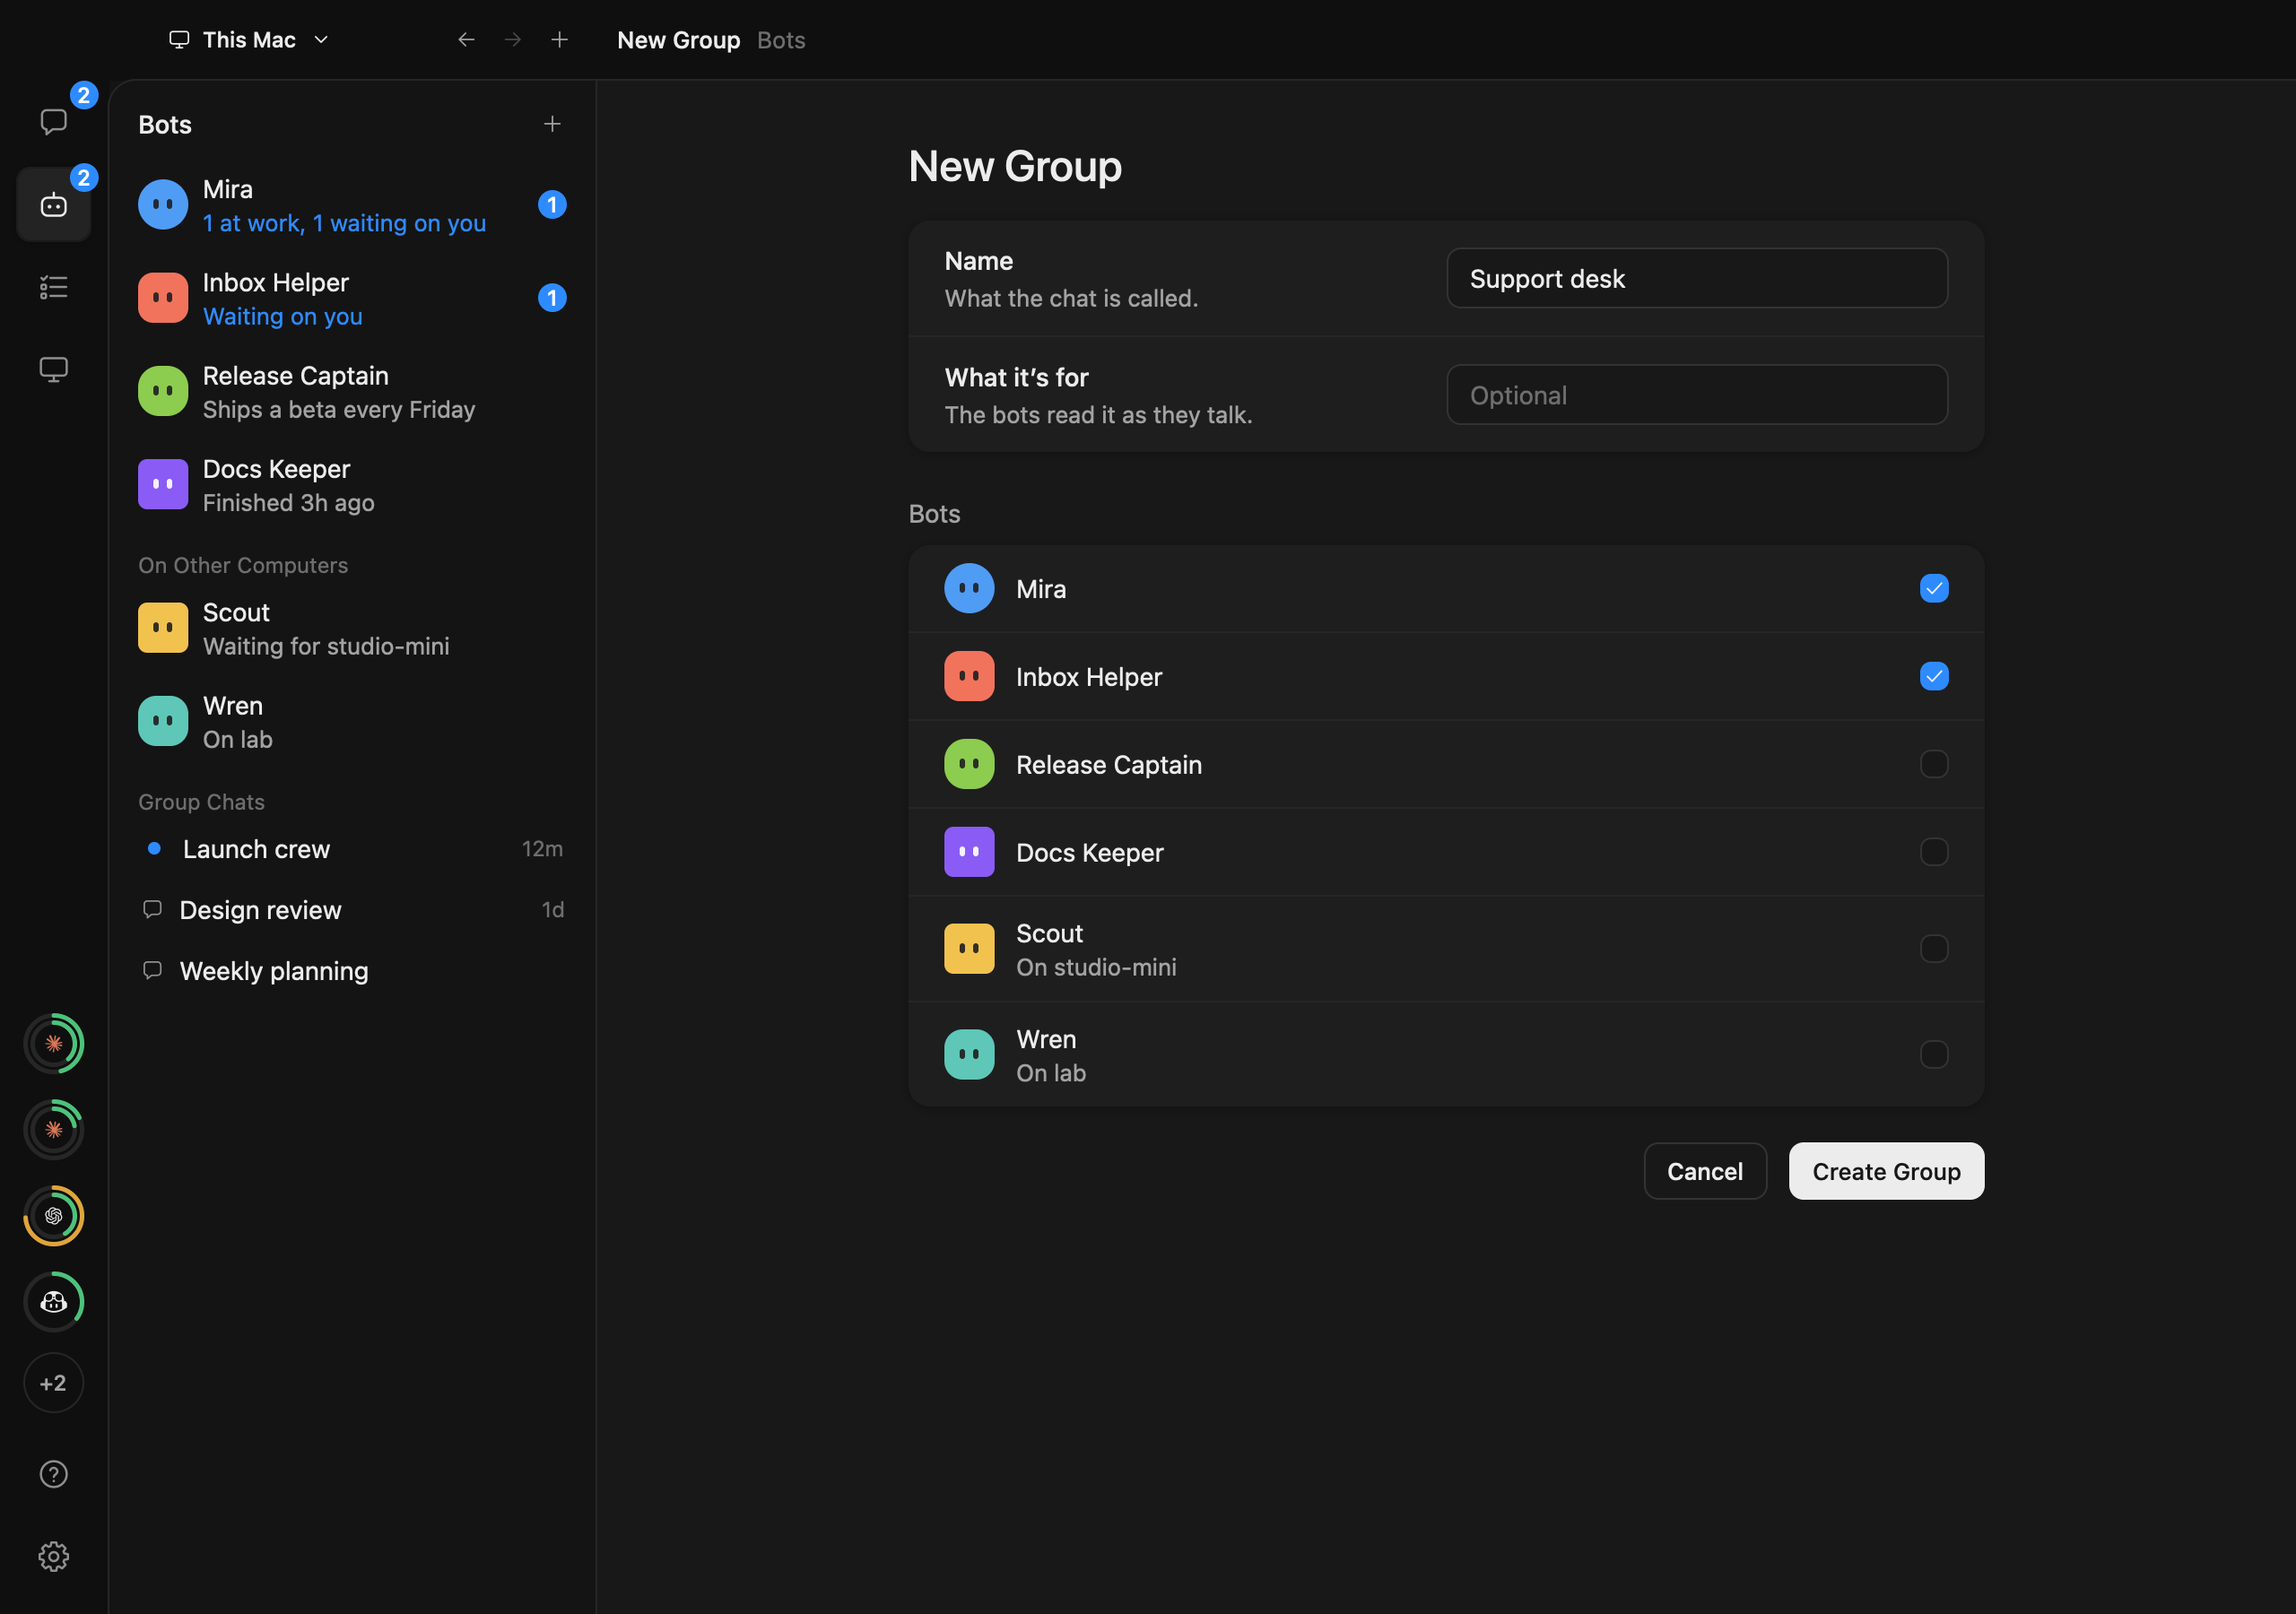 This Mac
New Group Bots
2
2
Bots
Mira
1 at work, 1 waiting on you
1
Inbox Helper
Waiting on you
1
Release Captain
Ships a beta every Friday
Docs Keeper
Finished 3h ago
On Other Computers
Scout
Waiting for studio-mini
Wren
On lab
Group Chats
Launch crew 12m
Design review 1d
Weekly planning
+2
New Group
Name
What the chat is called.
Support desk
What it’s for
The bots read it as they talk.
Optional
Bots
Mira
Inbox Helper
Release Captain
Docs Keeper
Scout
On studio-mini
Wren
On lab
Cancel
Create Group